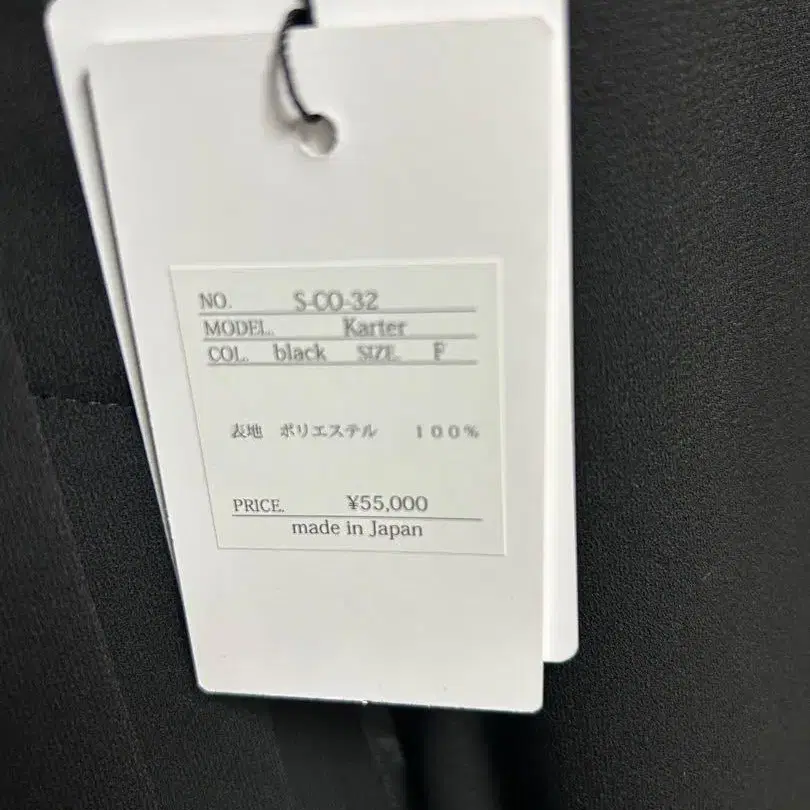 NO. S-CO-32
MODEL. Karter
COL. black SIZE. F
表地 ポリエステル 100%
PRICE. ¥55,000
made in Japan